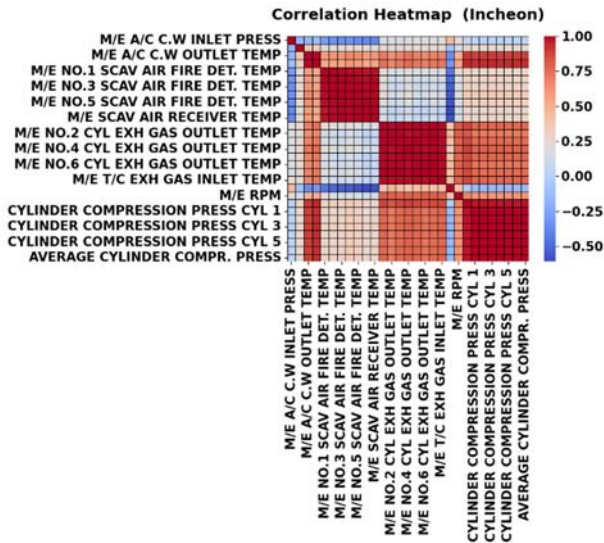 Correlation Heatmap (Incheon)
M/E A/C C.W INLET PRESS
M/E A/C C.W OUTLET TEMP
M/E NO.1 SCAV AIR FIRE DET. TEMP
M/E NO.3 SCAV AIR FIRE DET. TEMP
M/E NO.5 SCAV AIR FIRE DET. TEMP
M/E SCAV AIR RECEIVER TEMP
M/E NO.2 CYL EXH GAS OUTLET TEMP
M/E NO.4 CYL EXH GAS OUTLET TEMP
M/E NO.6 CYL EXH GAS OUTLET TEMP
M/E T/C EXH GAS INLET TEMP
M/E RPM
CYLINDER COMPRESSION PRESS CYL 1
CYLINDER COMPRESSION PRESS CYL 3
CYLINDER COMPRESSION PRESS CYL 5
AVERAGE CYLINDER COMPR. PRESS
1.00
0.75
0.50
0.25
0.00
−0.25
−0.50
M/E A/C C.W INLET PRESS
M/E A/C C.W OUTLET TEMP
M/E NO.1 SCAV AIR FIRE DET. TEMP
M/E NO.3 SCAV AIR FIRE DET. TEMP
M/E NO.5 SCAV AIR FIRE DET. TEMP
M/E SCAV AIR RECEIVER TEMP
M/E NO.2 CYL EXH GAS OUTLET TEMP
M/E NO.4 CYL EXH GAS OUTLET TEMP
M/E NO.6 CYL EXH GAS OUTLET TEMP
M/E T/C EXH GAS INLET TEMP
M/E RPM
CYLINDER COMPRESSION PRESS CYL 1
CYLINDER COMPRESSION PRESS CYL 3
CYLINDER COMPRESSION PRESS CYL 5
AVERAGE CYLINDER COMPR. PRESS